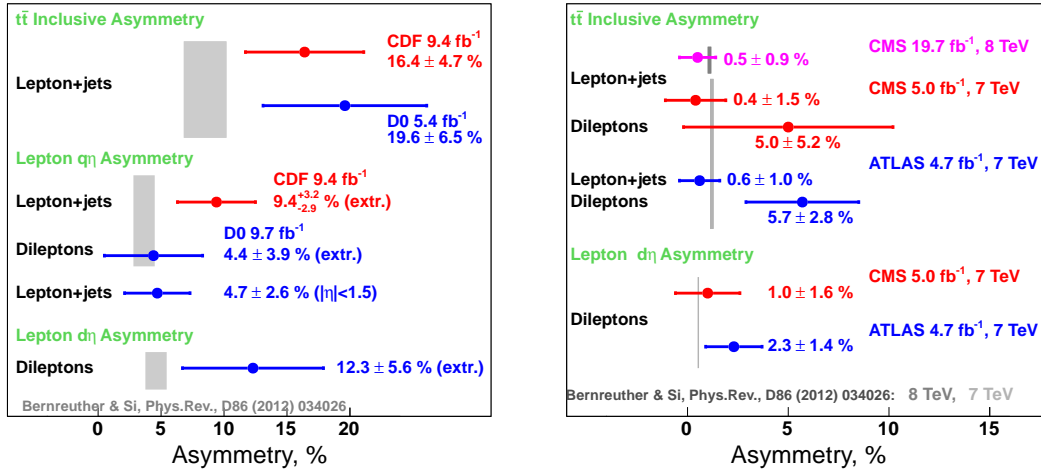 tt̄ Inclusive Asymmetry
CDF 9.4 fb⁻¹
16.4 ± 4.7 %
Lepton+jets
D0 5.4 fb⁻¹
19.6 ± 6.5 %
Lepton qη Asymmetry
CDF 9.4 fb⁻¹
Lepton+jets 9.4 +3.2 -2.9 % (extr.)
D0 9.7 fb⁻¹
Dileptons 4.4 ± 3.9 % (extr.)
Lepton+jets 4.7 ± 2.6 % (|η|<1.5)
Lepton dη Asymmetry
Dileptons 12.3 ± 5.6 % (extr.)
Bernreuther & Si, Phys.Rev., D86 (2012) 034026
0 5 10 15 20
Asymmetry, %
tt̄ Inclusive Asymmetry
CMS 19.7 fb⁻¹, 8 TeV
0.5 ± 0.9 %
Lepton+jets
CMS 5.0 fb⁻¹, 7 TeV
0.4 ± 1.5 %
Dileptons
5.0 ± 5.2 %
ATLAS 4.7 fb⁻¹, 7 TeV
Lepton+jets 0.6 ± 1.0 %
Dileptons
5.7 ± 2.8 %
Lepton dη Asymmetry
CMS 5.0 fb⁻¹, 7 TeV
1.0 ± 1.6 %
Dileptons
ATLAS 4.7 fb⁻¹, 7 TeV
2.3 ± 1.4 %
Bernreuther & Si, Phys.Rev., D86 (2012) 034026: 8 TeV, 7 TeV
0 5 10 15
Asymmetry, %